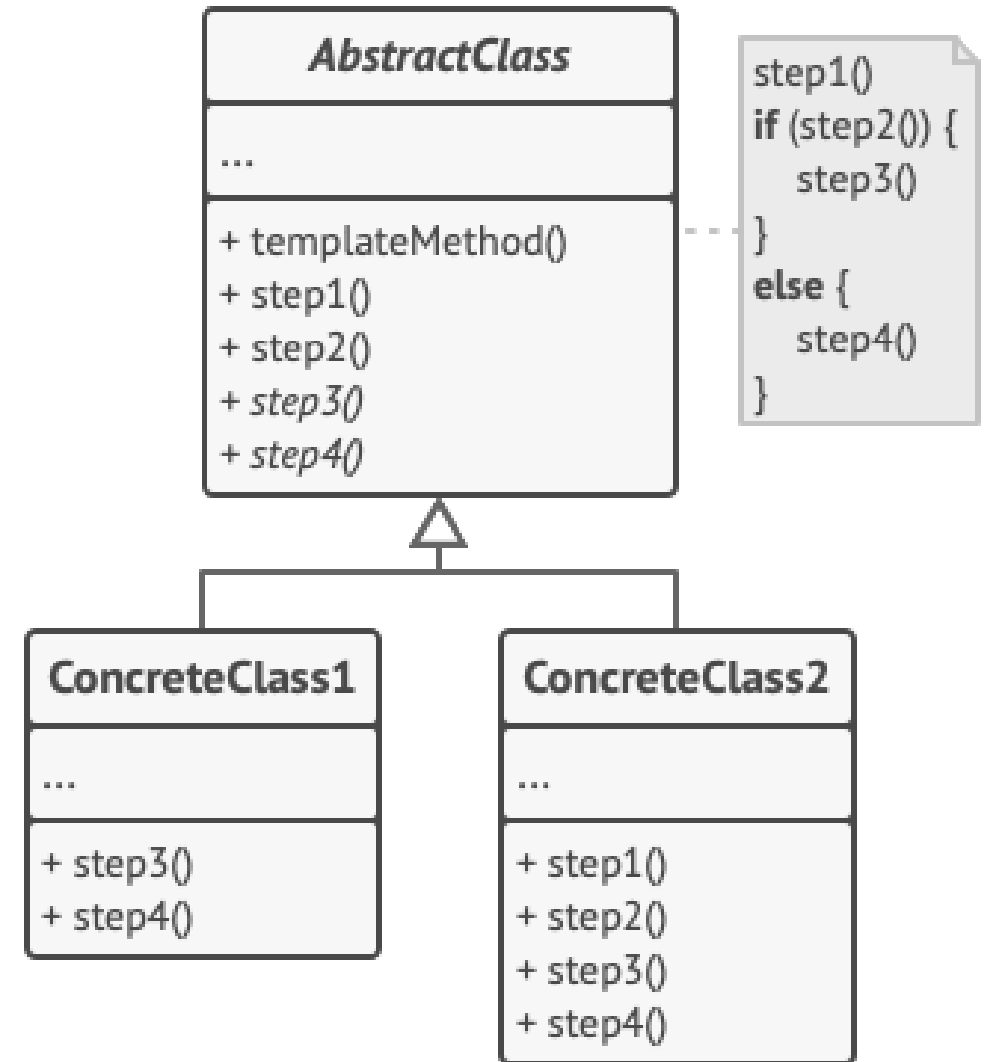 AbstractClass
...
+ templateMethod()
+ step1()
+ step2()
+ step3()
+ step4()
step1()
if (step2()) {
step3()
}
else {
step4()
}
ConcreteClass1
...
+ step3()
+ step4()
ConcreteClass2
...
+ step1()
+ step2()
+ step3()
+ step4()